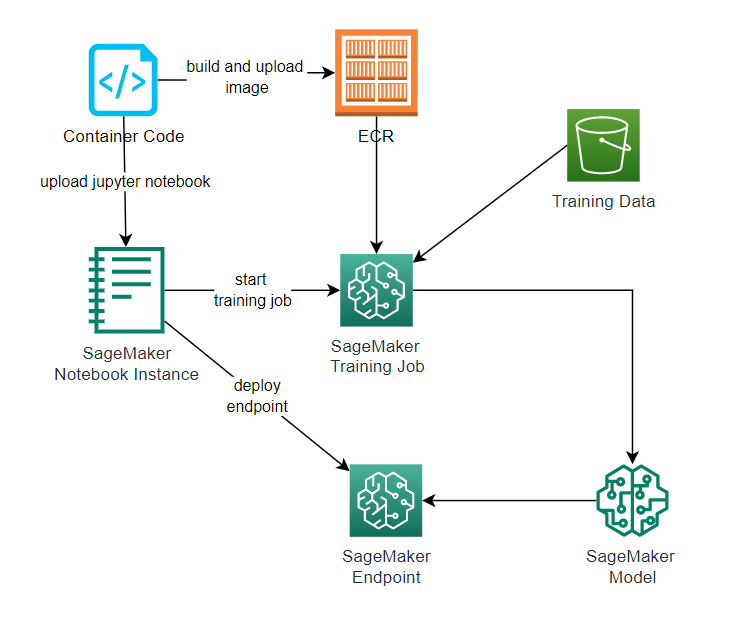 build and upload
image
Container Code
ECR
upload jupyter notebook
Training Data
start
training job
SageMaker
Notebook Instance
SageMaker
Training Job
deploy
endpoint
SageMaker
Endpoint
SageMaker
Model